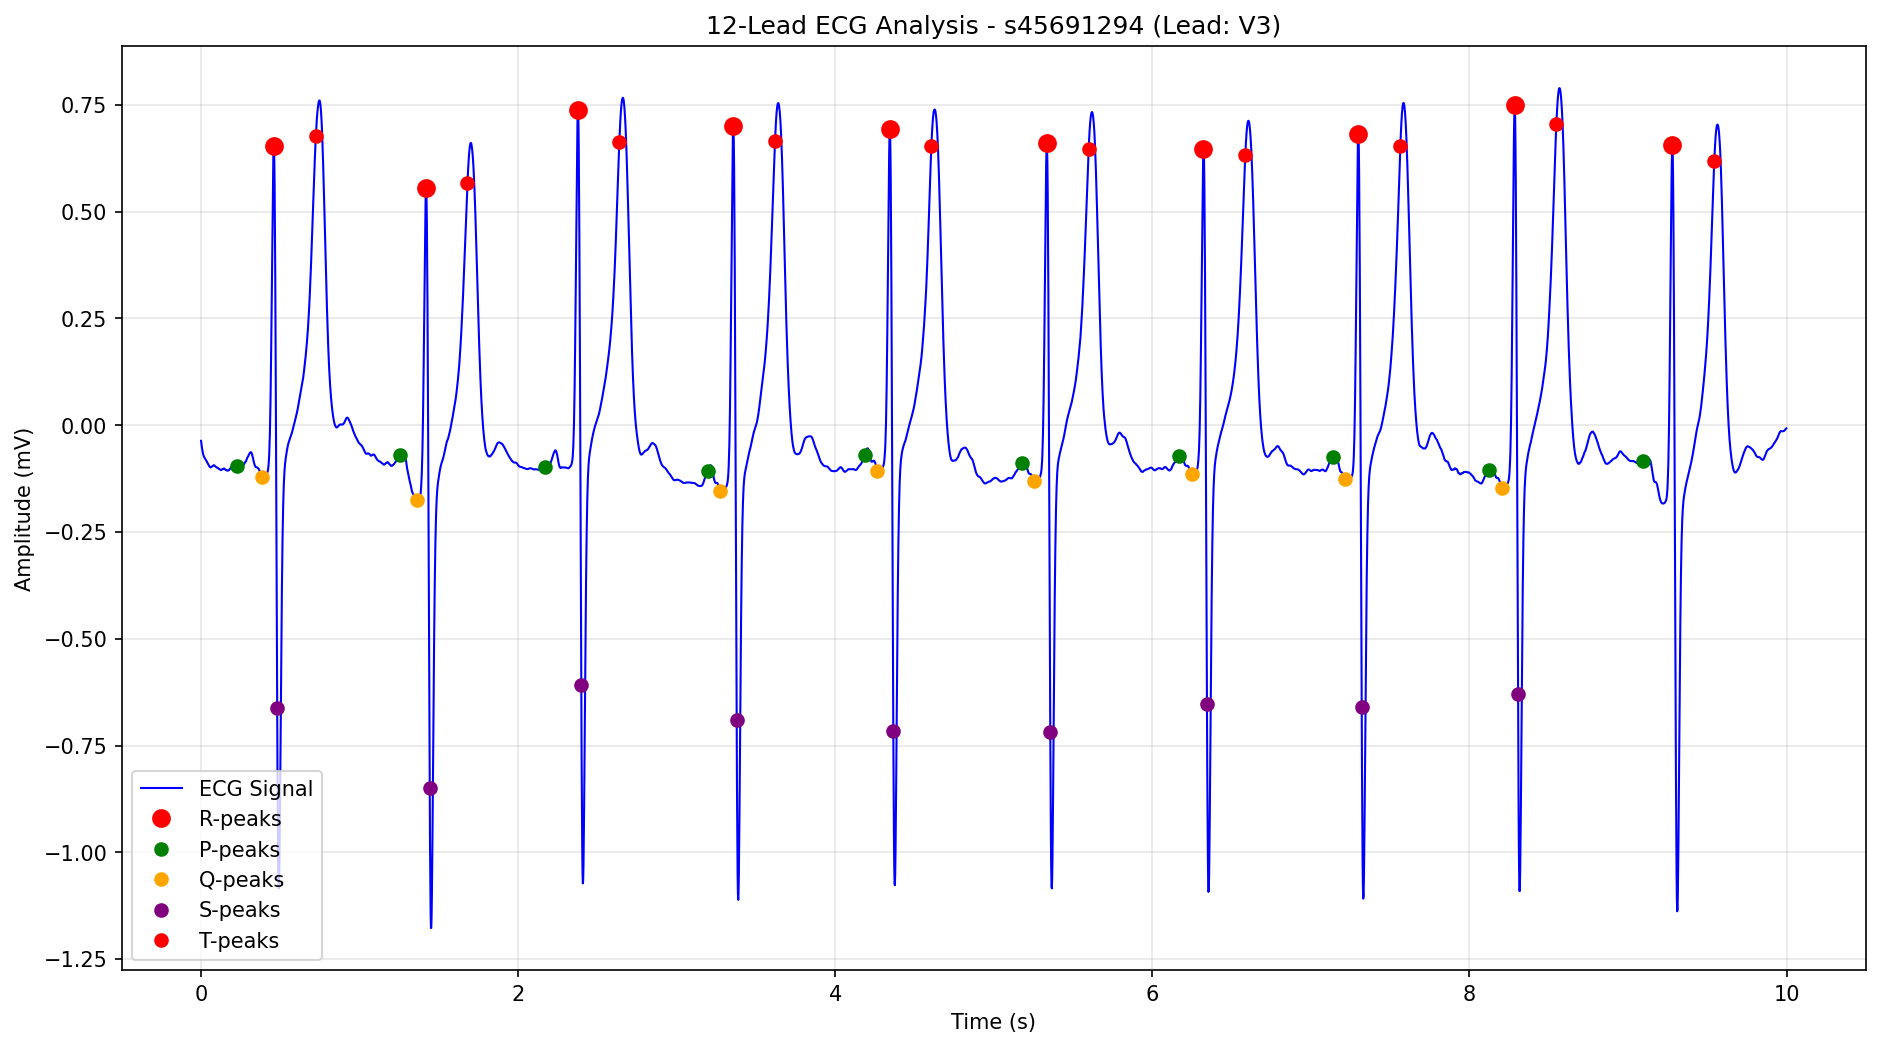 12-Lead ECG Analysis - s45691294 (Lead: V3)
Amplitude (mV)
0.75
0.50
0.25
0.00
−0.25
−0.50
−0.75
−1.00
−1.25
ECG Signal
R-peaks
P-peaks
Q-peaks
S-peaks
T-peaks
0 2 4 6 8 10
Time (s)